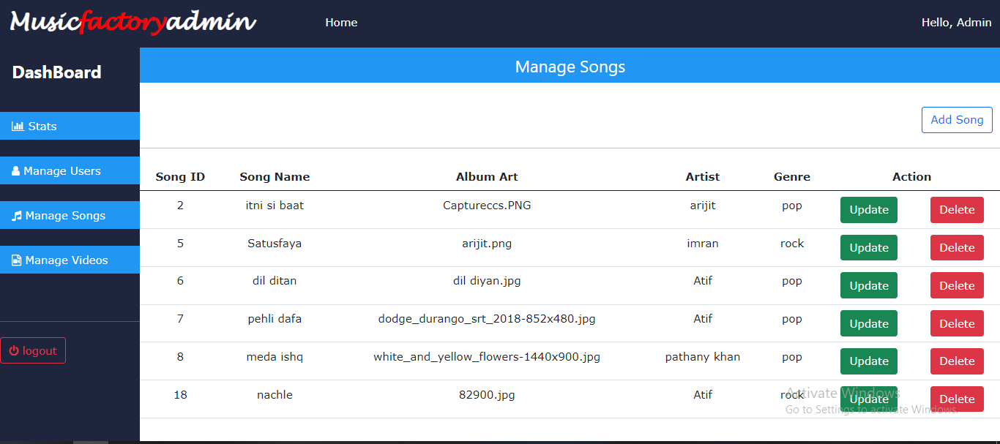 Musicfactoryadmin Home Hello, Admin
DashBoard
Manage Songs
Stats
Manage Users
Manage Songs
Manage Videos
logout
Add Song
Song ID Song Name Album Art Artist Genre Action
2 itni si baat Captureccs.PNG arijit pop Update Delete
5 Satusfaya arijit.png imran rock Update Delete
6 dil ditan dil diyan.jpg Atif pop Update Delete
7 pehli dafa dodge_durango_srt_2018-852x480.jpg Atif pop Update Delete
8 meda ishq white_and_yellow_flowers-1440x900.jpg pathany khan pop Update Delete
18 nachle 82900.jpg Atif rock Update Delete
Activate Windows
Go to Settings to activate Windows.